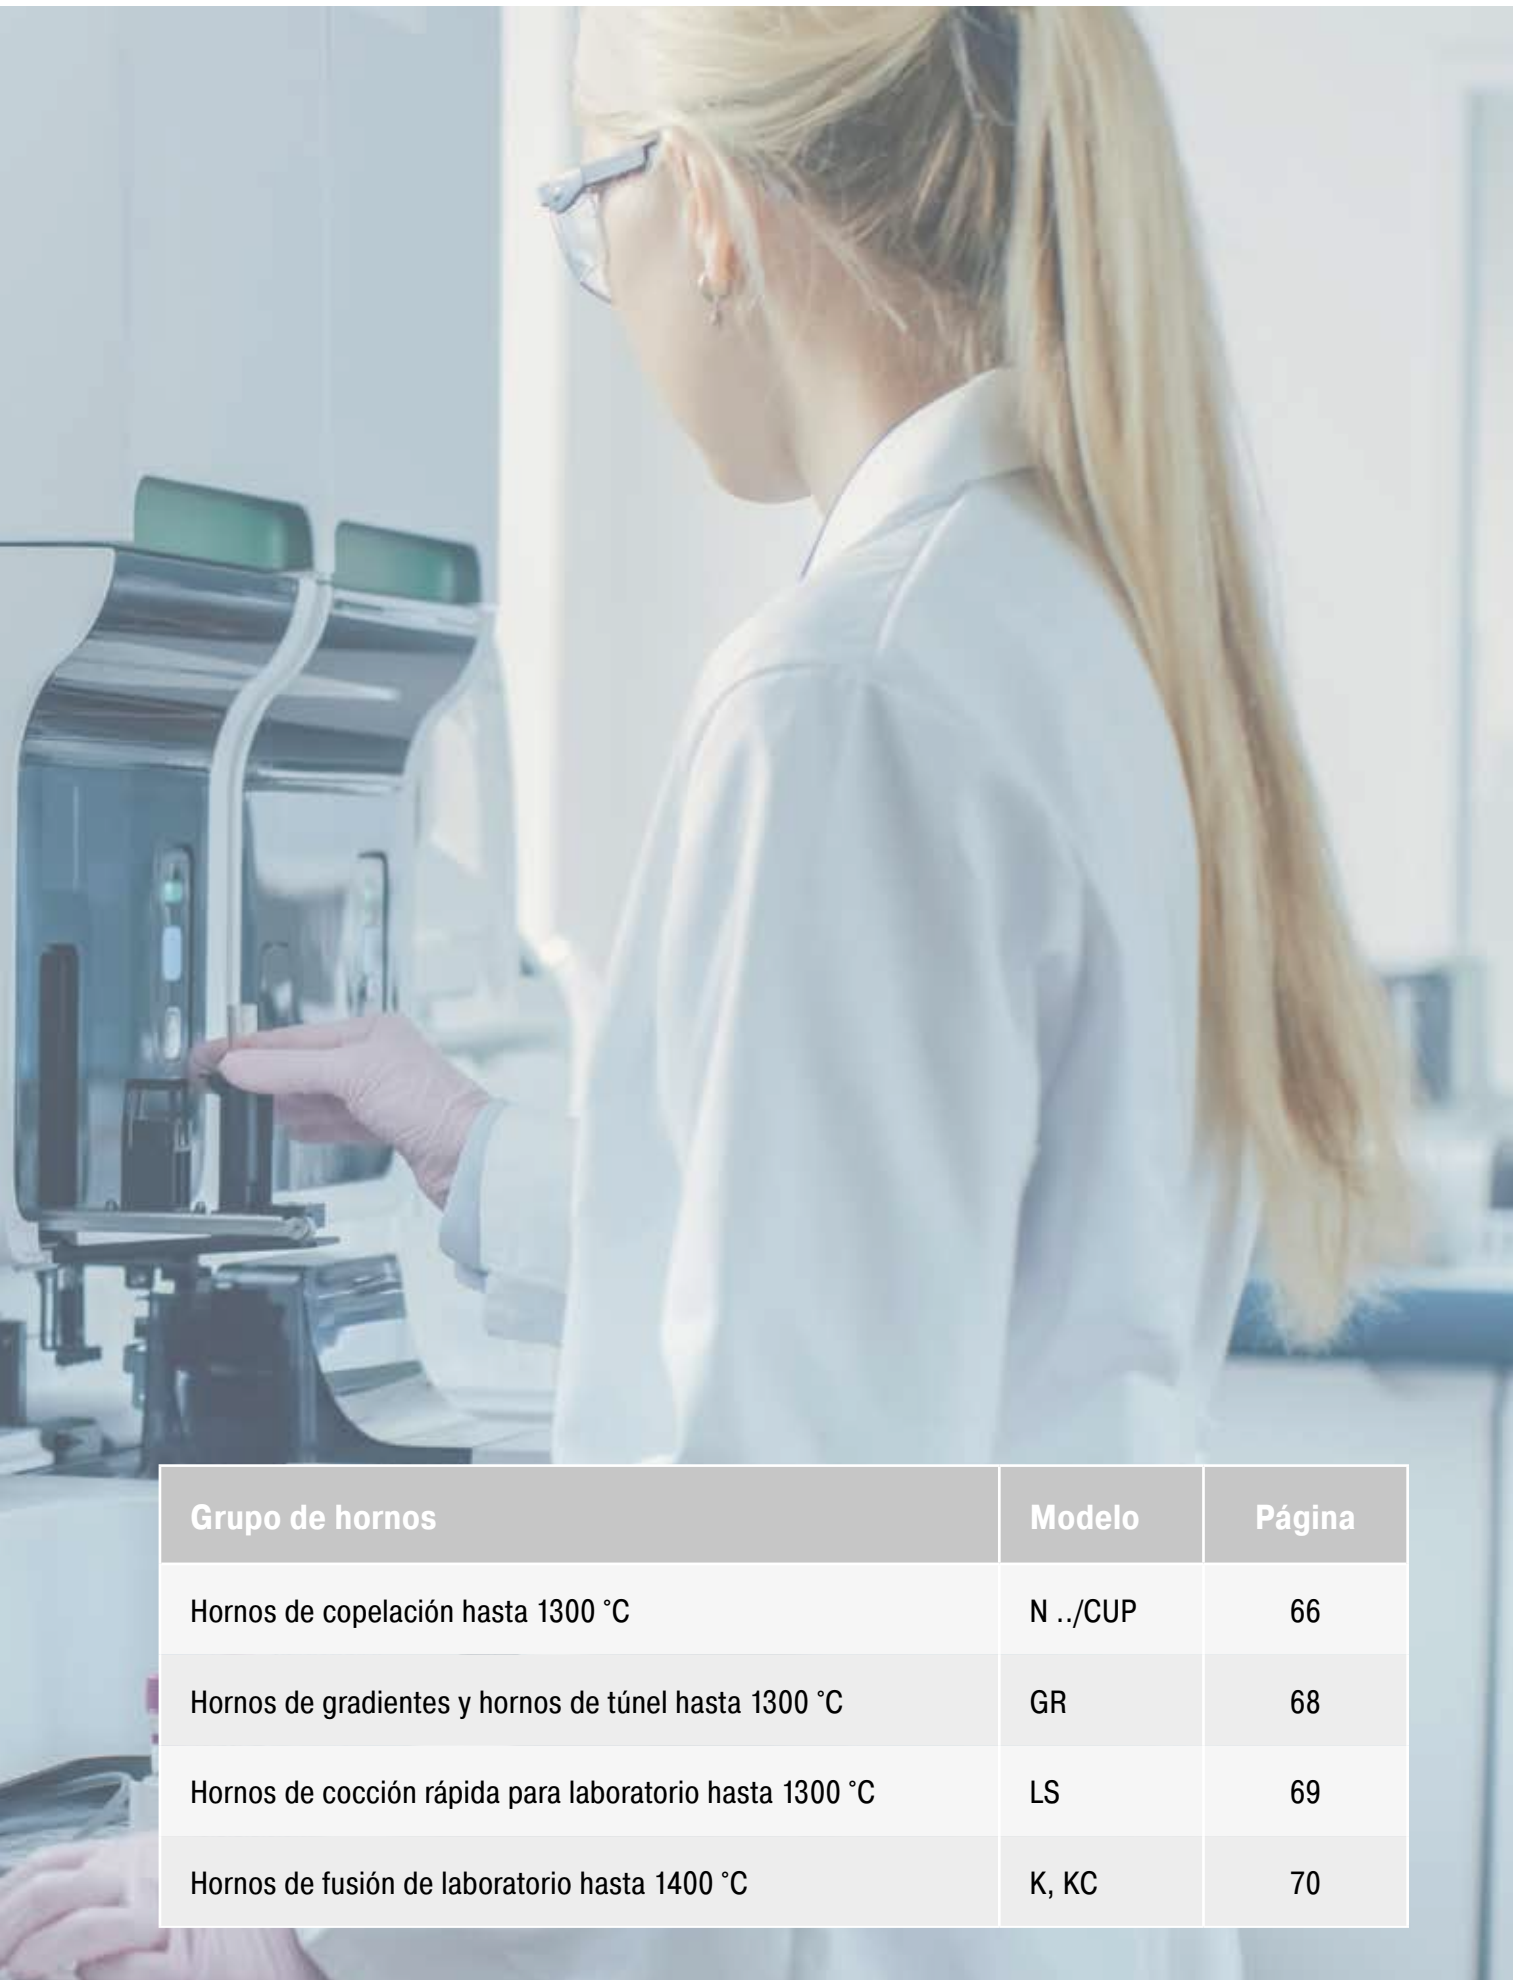 Grupo de hornos Modelo Página
Hornos de copelación hasta 1300 °C N ../CUP 66
Hornos de gradientes y hornos de túnel hasta 1300 °C GR 68
Hornos de cocción rápida para laboratorio hasta 1300 °C LS 69
Hornos de fusión de laboratorio hasta 1400 °C K, KC 70